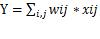 Y = ∑i,j wij * xij